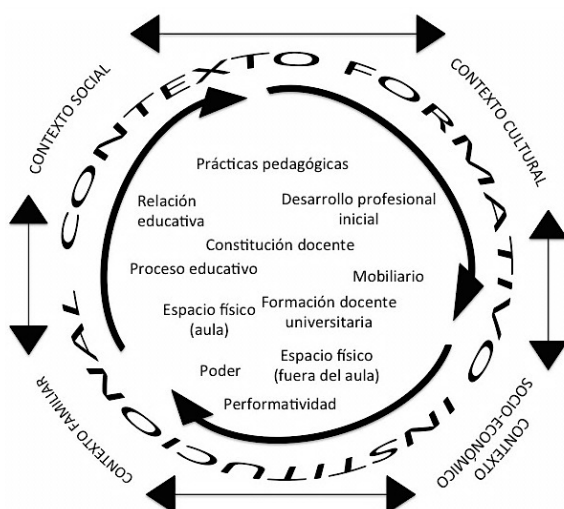 CONTEXTO FORMATIVO INSTITUCIONAL
CONTEXTO SOCIAL
CONTEXTO CULTURAL
Prácticas pedagógicas
Relación
educativa
Desarrollo profesional
inicial
Constitución docente
Proceso educativo
Mobiliario
Espacio físico
(aula)
Formación docente
universitaria
Poder
Espacio físico
(fuera del aula)
Performatividad
CONTEXTO FAMILIAR
CONTEXTO
SOCIO-ECONÓMICO